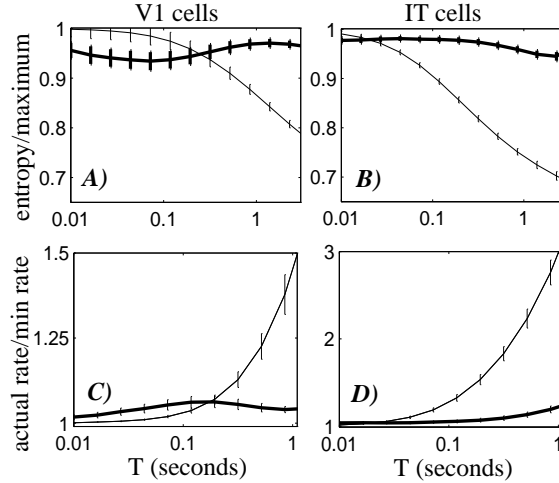 V1 cells
IT cells
entropy/maximum
1
0.9
0.8
0.7
A)
0.01
0.1
1
1
0.9
0.8
0.7
B)
0.01
0.1
1
actual rate/min rate
1.5
1.25
1
C)
0.01
0.1
1
T (seconds)
3
2
1
D)
0.01
0.1
1
T (seconds)